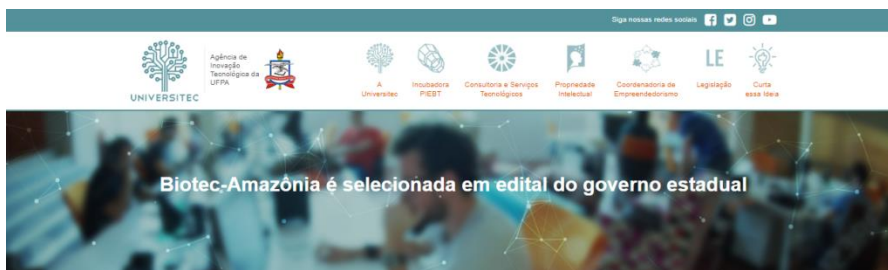 Siga nossas redes sociais
UNIVERSITEC
Agência de
Inovação
Tecnológica da
UFPA
A
Universitec
Incubadora
PIEBT
Consultoria e Serviços
Tecnológicos
Propriedade
Intelectual
Coordenadoria de
Empreendedorismo
LE
Legislação
Curta
essa Ideia
Biotec-Amazônia é selecionada em edital do governo estadual